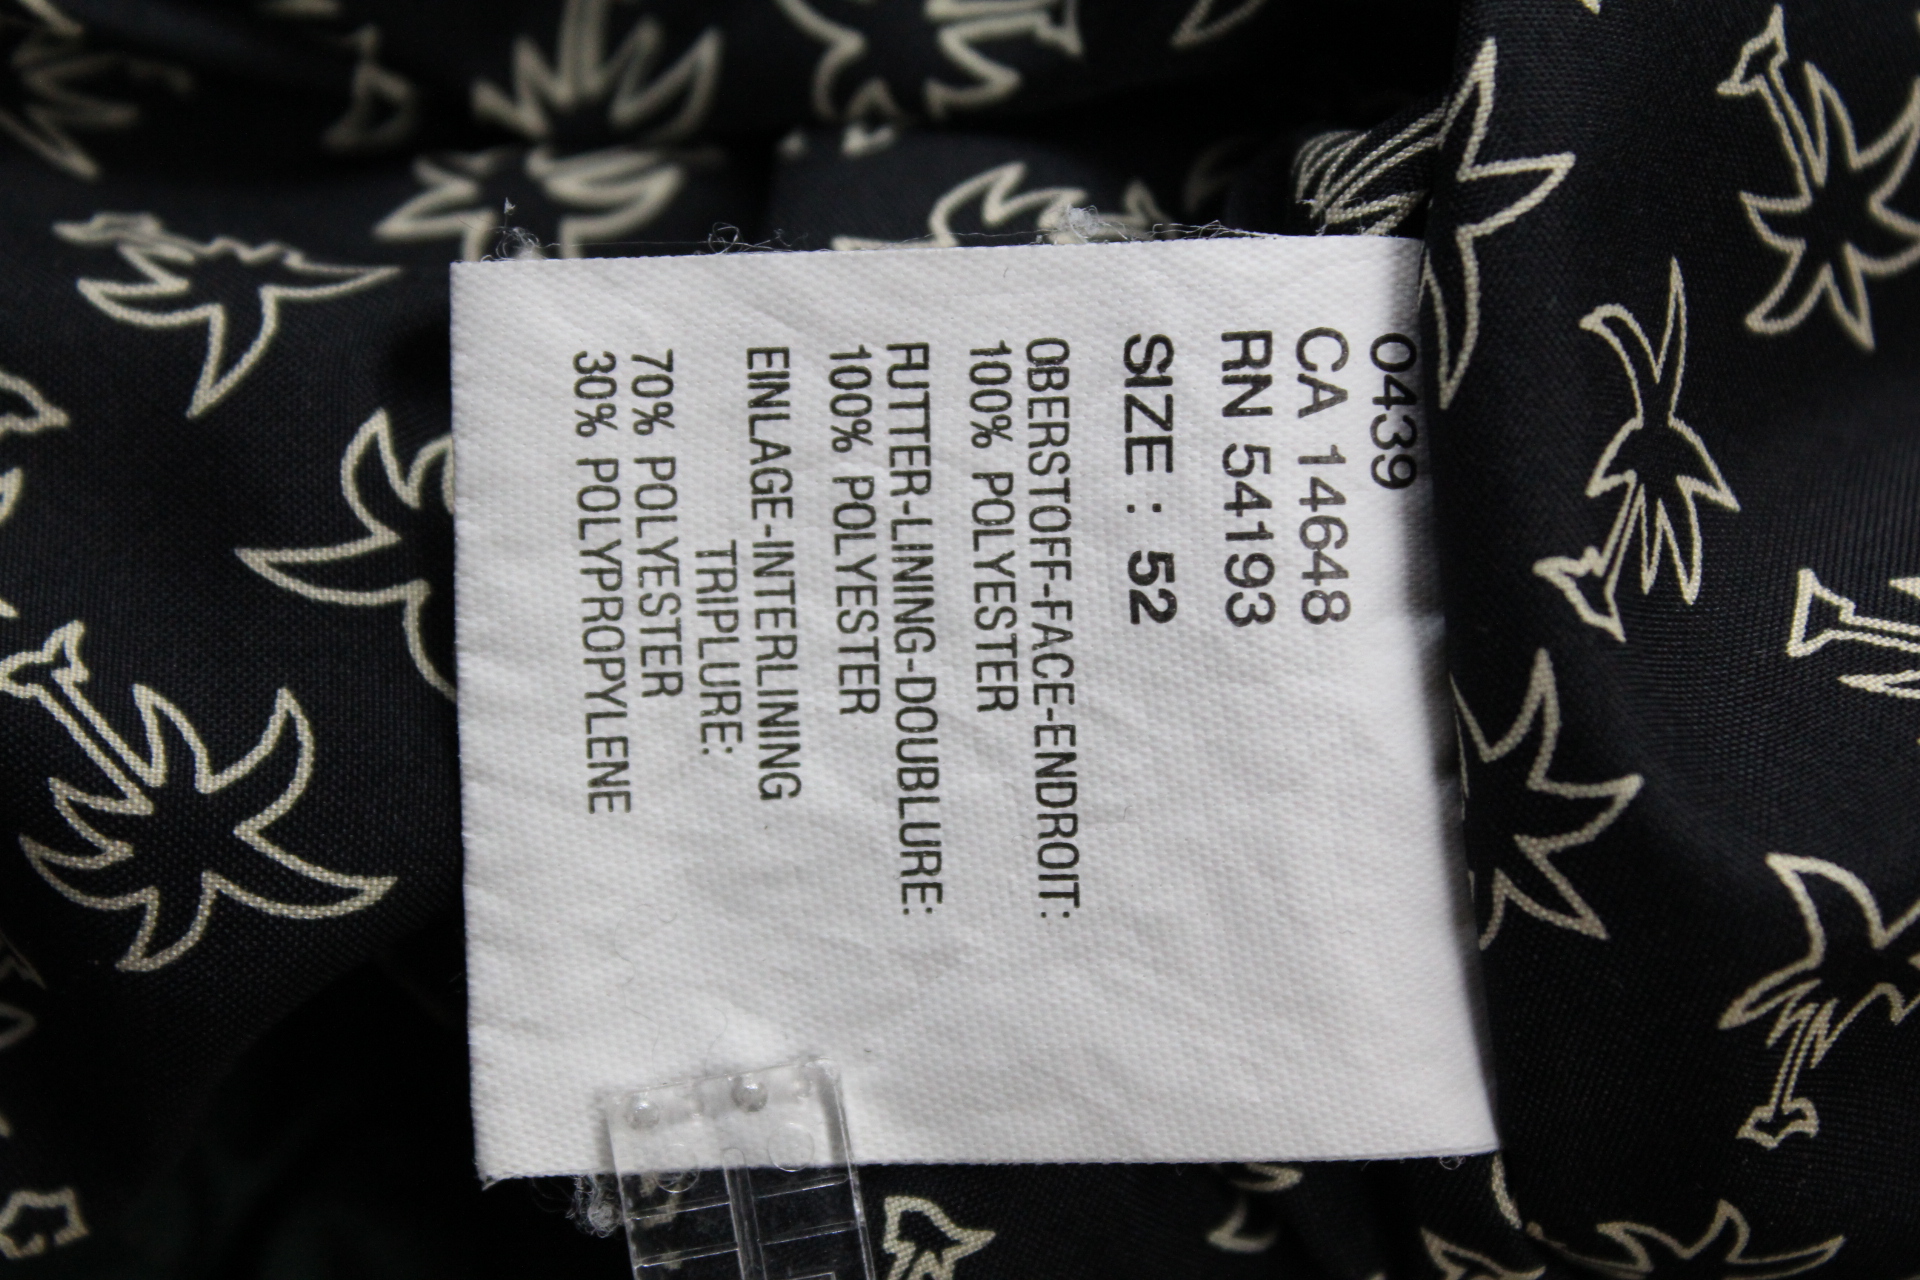 0439
CA 14648
RN 54193
SIZE : 52
OBERSTOFF-FACE-ENDROIT:
100% POLYESTER
FUTTER-LINING-DOUBLURE:
100% POLYESTER
EINLAGE-INTERLINING
TRIPLURE:
70% POLYESTER
30% POLYPROPYLENE